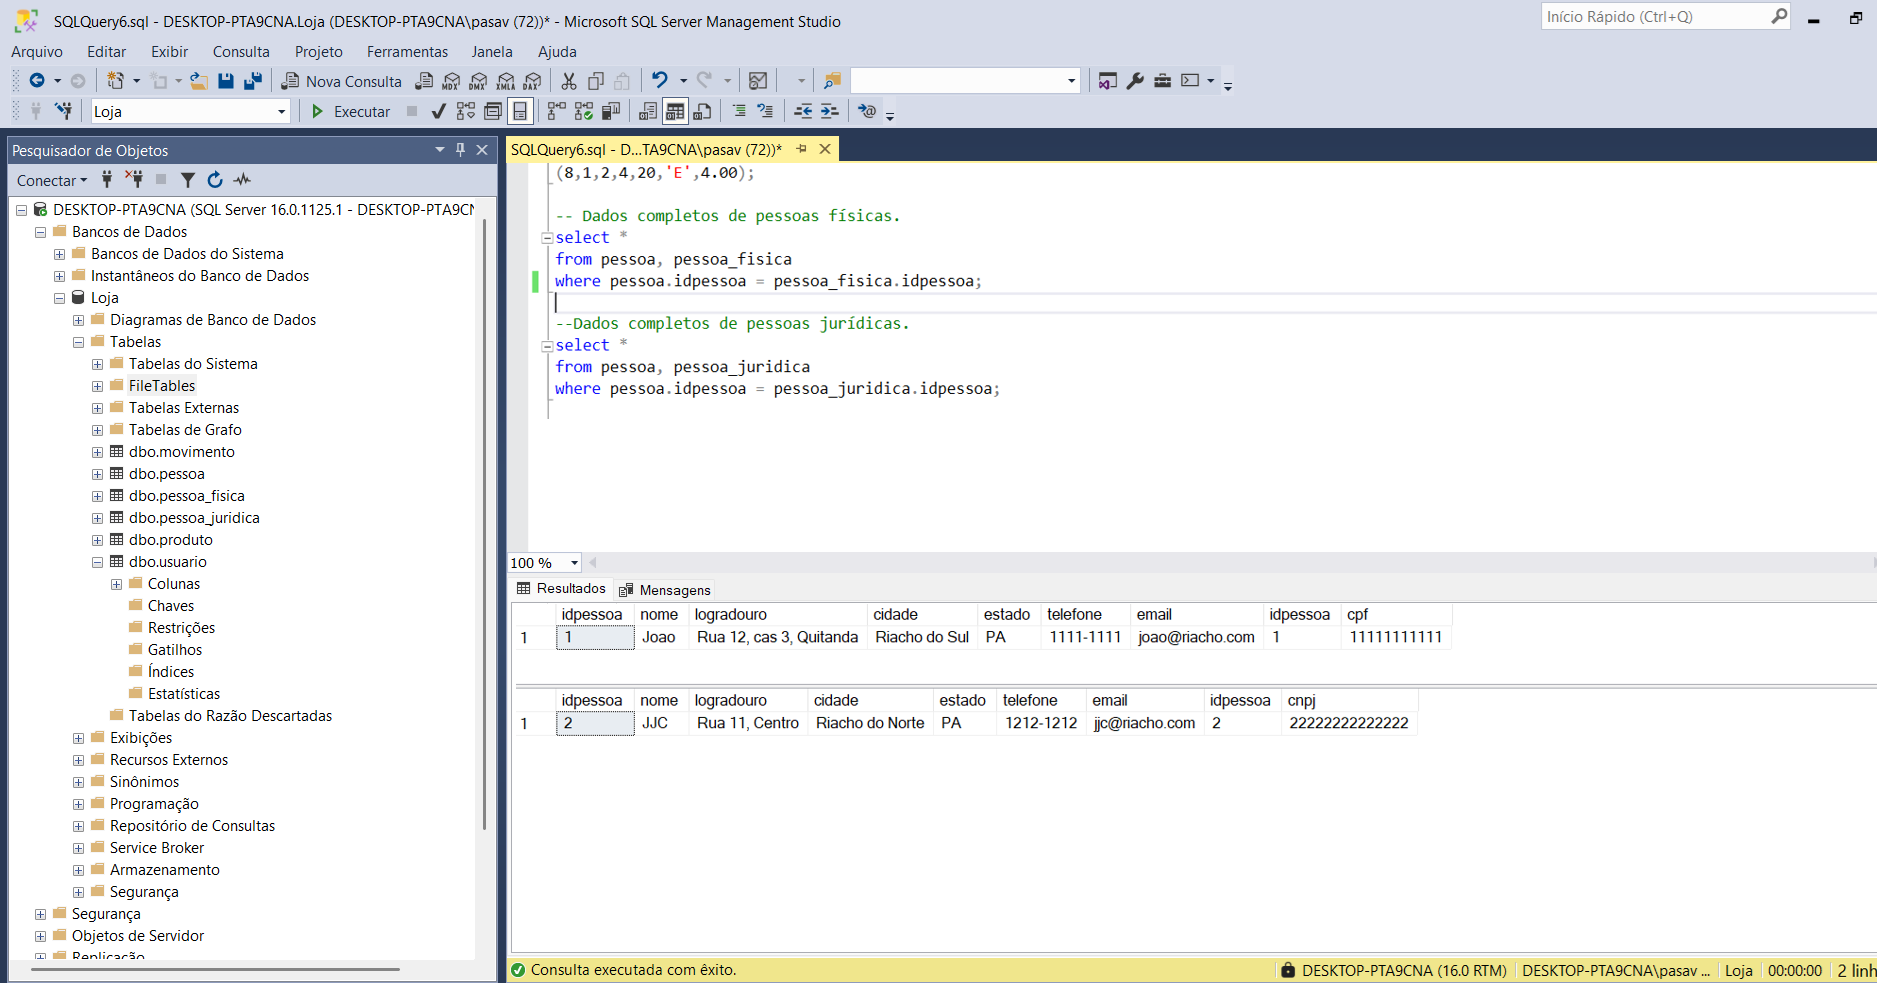 SQLQuery6.sql - DESKTOP-PTA9CNA.Loja (DESKTOP-PTA9CNA\pasav (72))* - Microsoft SQL Server Management Studio
Início Rápido (Ctrl+Q)
Arquivo Editar Exibir Consulta Projeto Ferramentas Janela Ajuda
Nova Consulta MDX DMX XMLA DAX
Loja Executar
Pesquisador de Objetos
Conectar
DESKTOP-PTA9CNA (SQL Server 16.0.1125.1 - DESKTOP-PTA9CN
Bancos de Dados
Bancos de Dados do Sistema
Instantâneos do Banco de Dados
Loja
Diagramas de Banco de Dados
Tabelas
Tabelas do Sistema
FileTables
Tabelas Externas
Tabelas de Grafo
dbo.movimento
dbo.pessoa
dbo.pessoa_fisica
dbo.pessoa_juridica
dbo.produto
dbo.usuario
Colunas
Chaves
Restrições
Gatilhos
Índices
Estatísticas
Tabelas do Razão Descartadas
Exibições
Recursos Externos
Sinônimos
Programação
Repositório de Consultas
Service Broker
Armazenamento
Segurança
Segurança
Objetos de Servidor
Replicação
SQLQuery6.sql - D...TA9CNA\pasav (72))*
(8,1,2,4,20,'E',4.00);
-- Dados completos de pessoas físicas.
select *
from pessoa, pessoa_fisica
where pessoa.idpessoa = pessoa_fisica.idpessoa;
--Dados completos de pessoas jurídicas.
select *
from pessoa, pessoa_juridica
where pessoa.idpessoa = pessoa_juridica.idpessoa;
100 %
Resultados Mensagens
idpessoa nome logradouro cidade estado telefone email idpessoa cpf
1 1 Joao Rua 12, cas 3, Quitanda Riacho do Sul PA 1111-1111 joao@riacho.com 1 11111111111
idpessoa nome logradouro cidade estado telefone email idpessoa cnpj
1 2 JJC Rua 11, Centro Riacho do Norte PA 1212-1212 jjc@riacho.com 2 22222222222222
Consulta executada com êxito.
DESKTOP-PTA9CNA (16.0 RTM) DESKTOP-PTA9CNA\pasav ... Loja 00:00:00 2 linh